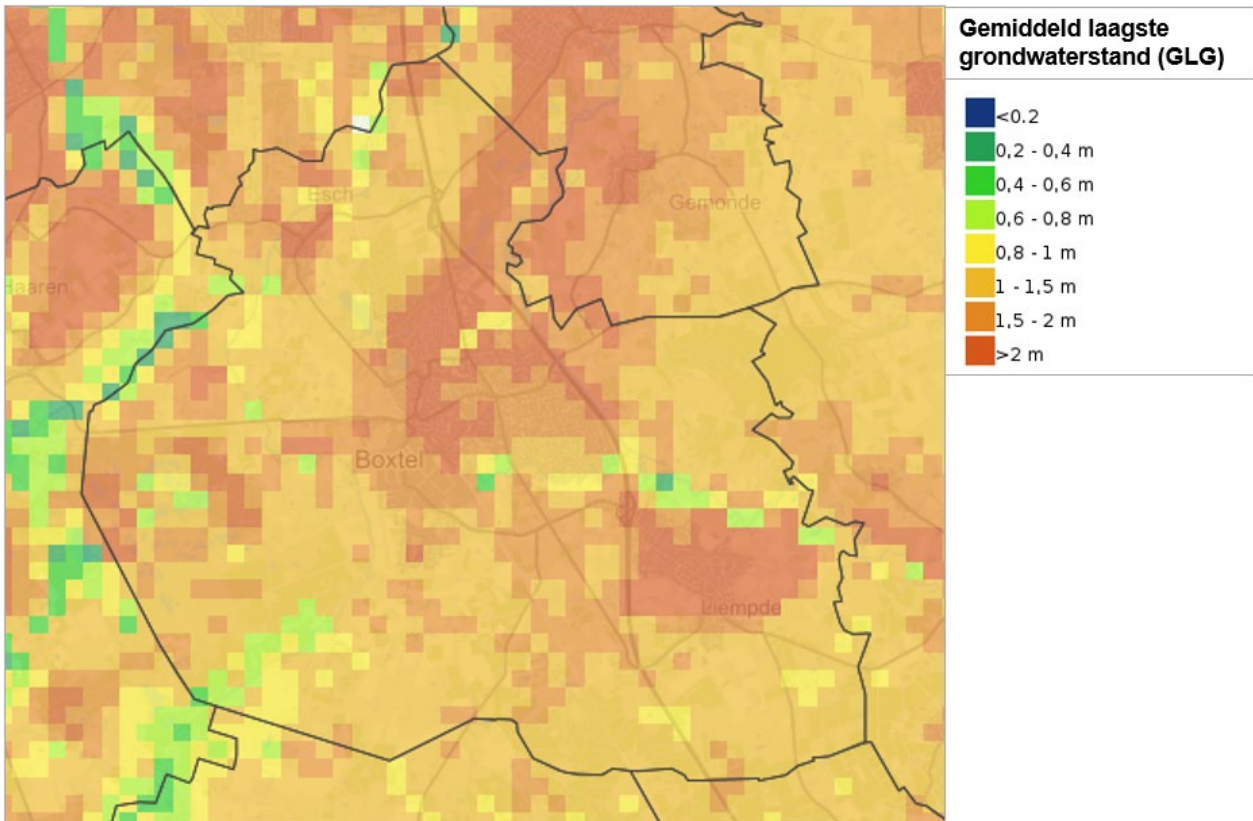 Gemiddeld laagste
grondwaterstand (GLG)
<0.2
0,2 - 0,4 m
0,4 - 0,6 m
0,6 - 0,8 m
0,8 - 1 m
1 - 1,5 m
1,5 - 2 m
>2 m
Esch
Gemonde
Haaren
Boxtel
Liempde